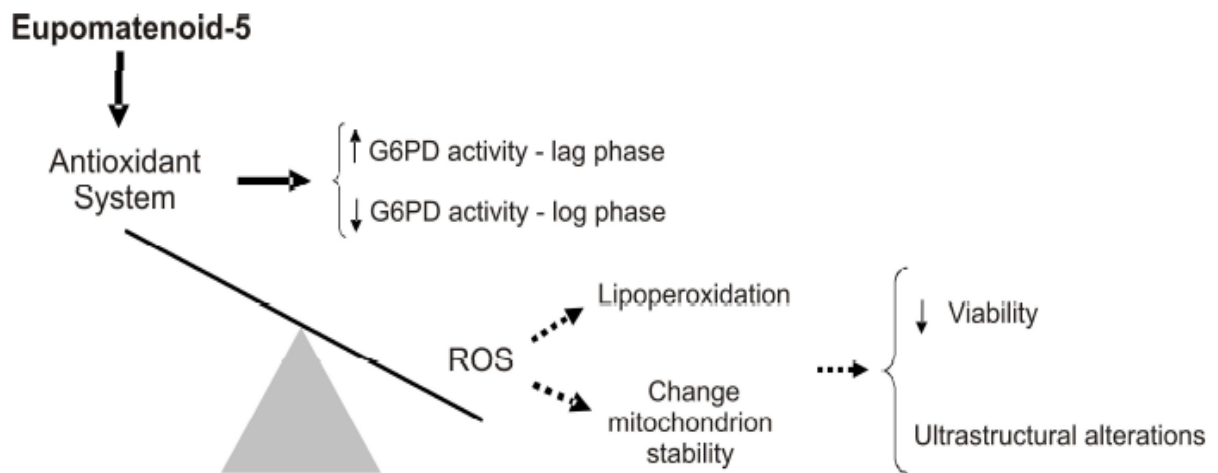 Eupomatenoid-5
Antioxidant
System
↑ G6PD activity - lag phase
↓ G6PD activity - log phase
ROS
Lipoperoxidation
Change
mitochondrion
stability
↓ Viability
Ultrastructural alterations